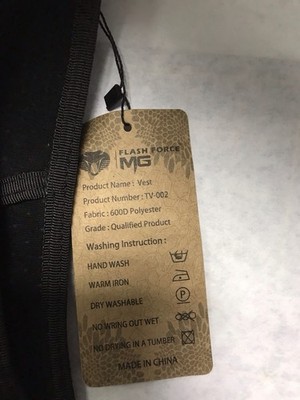 FLASH FORCE
MG
Product Name : Vest
Product Number : TV-002
Fabric : 600D Polyester
Grade : Qualified Product
Washing Instruction :
HAND WASH
WARM IRON
DRY WASHABLE
P
NO WRING OUT WET
NO DRYING IN A TUMBER
MADE IN CHINA